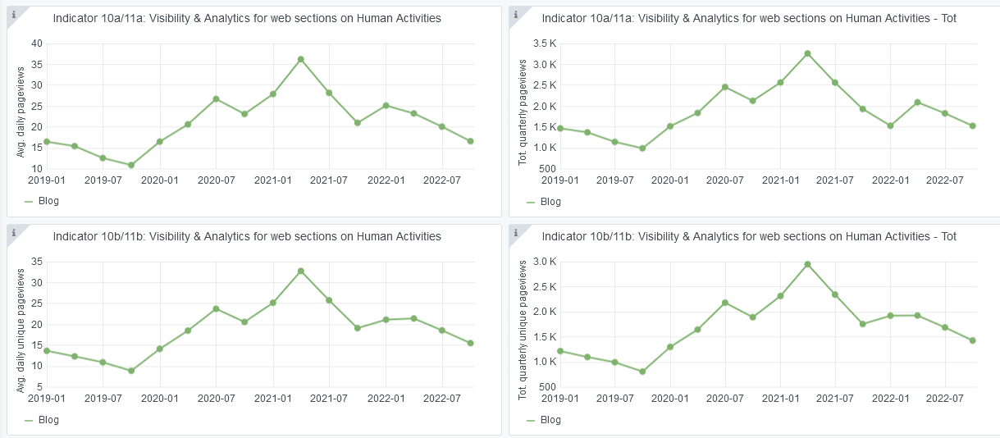 i
Indicator 10a/11a: Visibility & Analytics for web sections on Human Activities
Avg. daily pageviews
40
35
30
25
20
15
10
2019-01 2019-07 2020-01 2020-07 2021-01 2021-07 2022-01 2022-07
Blog
i
Indicator 10a/11a: Visibility & Analytics for web sections on Human Activities - Tot
Tot. quarterly pageviews
3.5 K
3.0 K
2.5 K
2.0 K
1.5 K
1.0 K
500
2019-01 2019-07 2020-01 2020-07 2021-01 2021-07 2022-01 2022-07
Blog
i
Indicator 10b/11b: Visibility & Analytics for web sections on Human Activities
Avg. daily unique pageviews
35
30
25
20
15
10
5
2019-01 2019-07 2020-01 2020-07 2021-01 2021-07 2022-01 2022-07
Blog
i
Indicator 10b/11b: Visibility & Analytics for web sections on Human Activities - Tot
Tot. quarterly unique pageviews
3.0 K
2.5 K
2.0 K
1.5 K
1.0 K
500
2019-01 2019-07 2020-01 2020-07 2021-01 2021-07 2022-01 2022-07
Blog